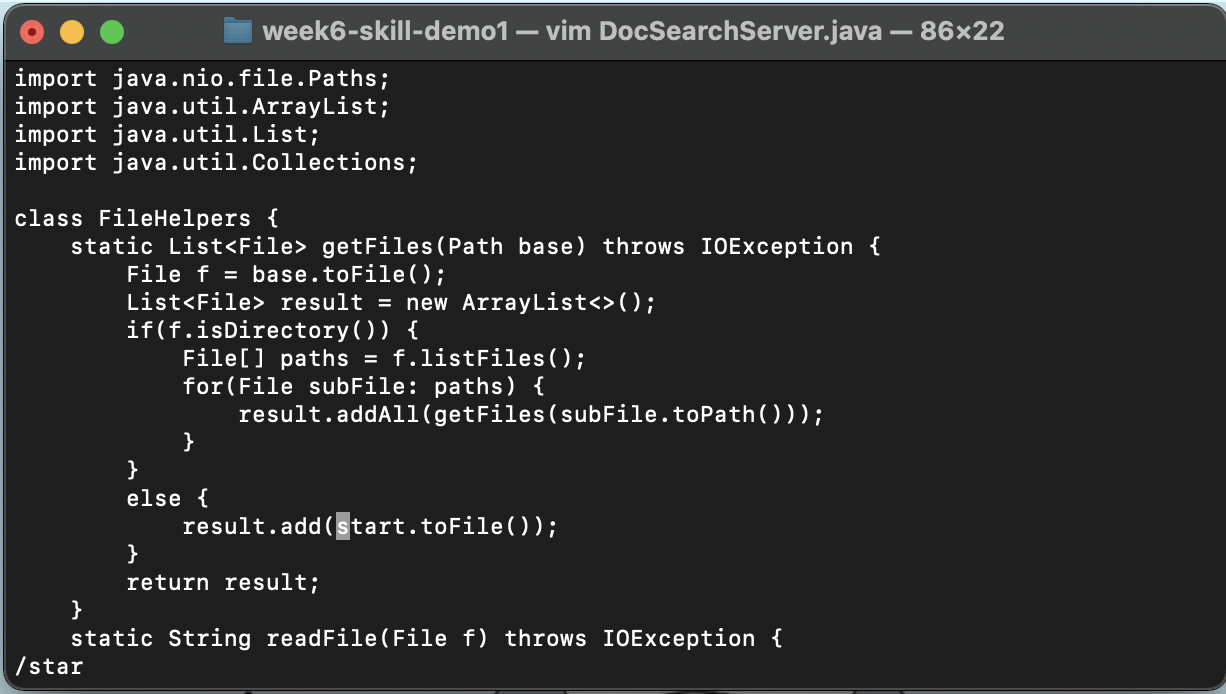 week6-skill-demo1 — vim DocSearchServer.java — 86×22
import java.nio.file.Paths;
import java.util.ArrayList;
import java.util.List;
import java.util.Collections;

class FileHelpers {
    static List<File> getFiles(Path base) throws IOException {
        File f = base.toFile();
        List<File> result = new ArrayList<>();
        if(f.isDirectory()) {
            File[] paths = f.listFiles();
            for(File subFile: paths) {
                result.addAll(getFiles(subFile.toPath()));
            }
        }
        else {
            result.add(start.toFile());
        }
        return result;
    }
    static String readFile(File f) throws IOException {
/star